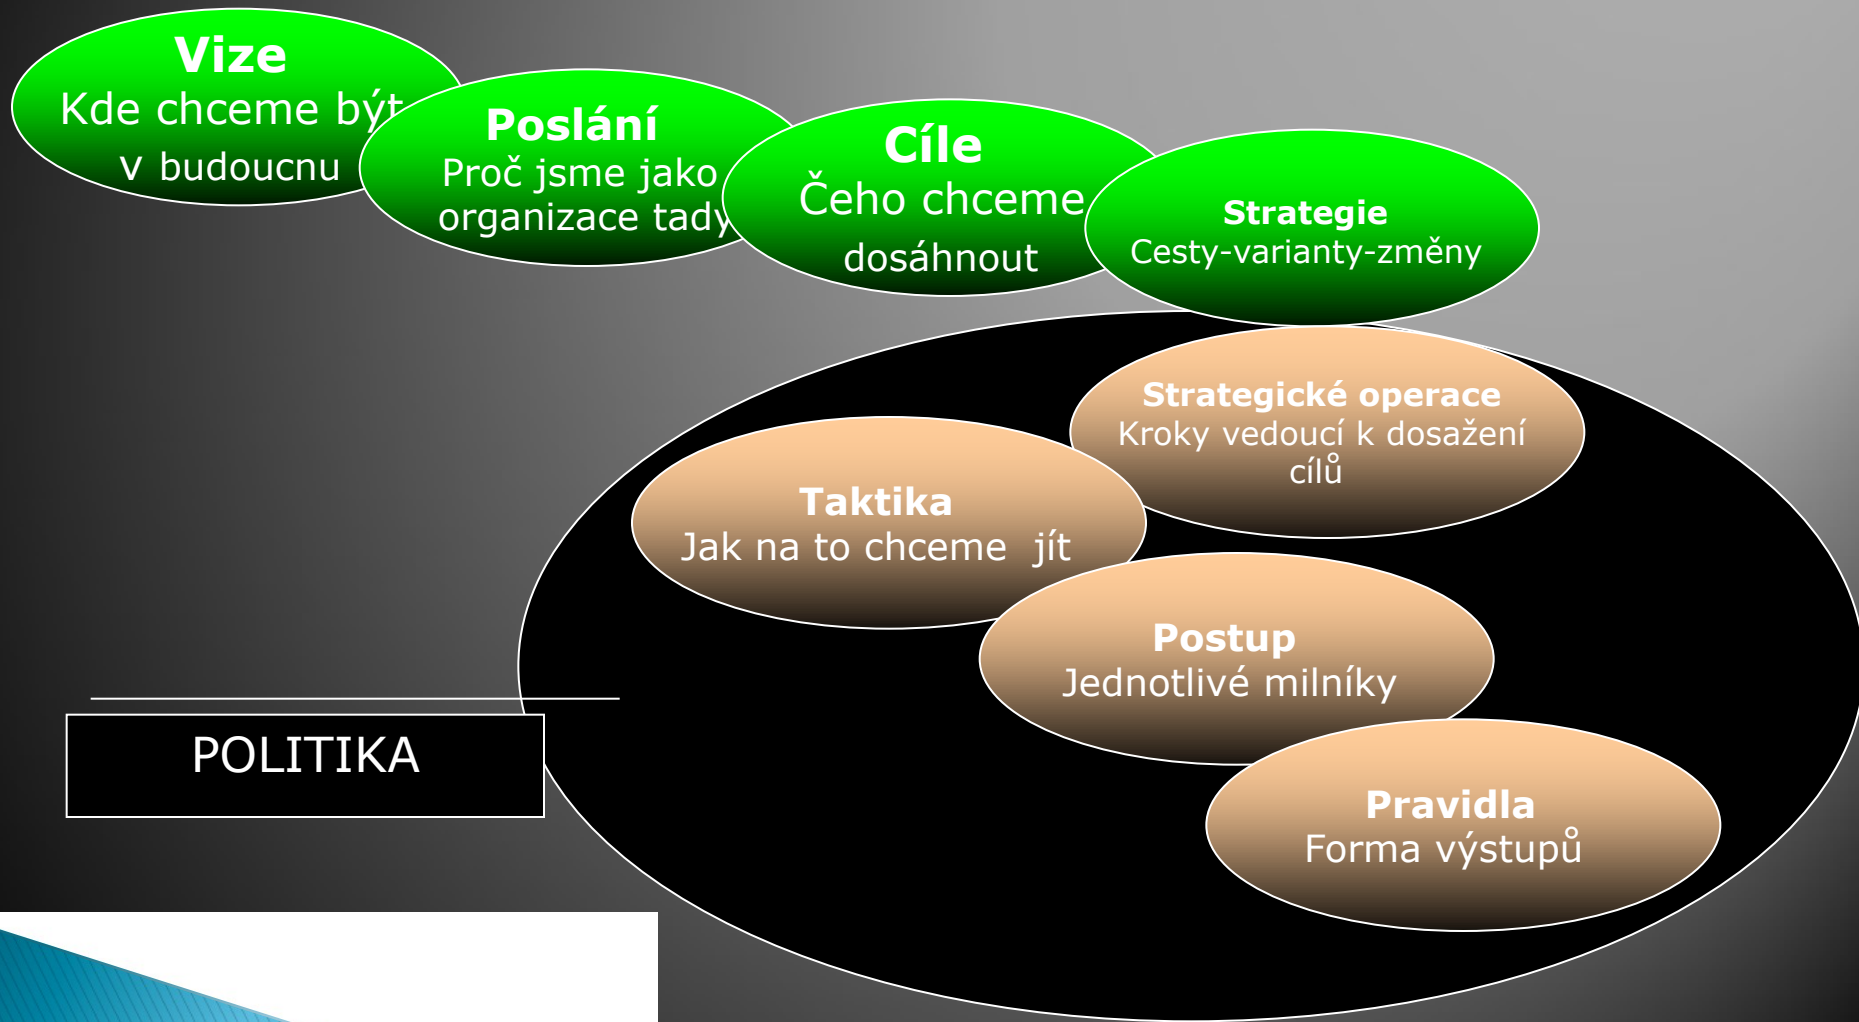 Vize
Kde chceme být
v budoucnu
Poslání
Proč jsme jako
organizace tady
Cíle
Čeho chceme
dosáhnout
Strategie
Cesty-varianty-změny
Strategické operace
Kroky vedoucí k dosažení
cílů
Taktika
Jak na to chceme  jít
Postup
Jednotlivé milníky
POLITIKA
Pravidla
Forma výstupů